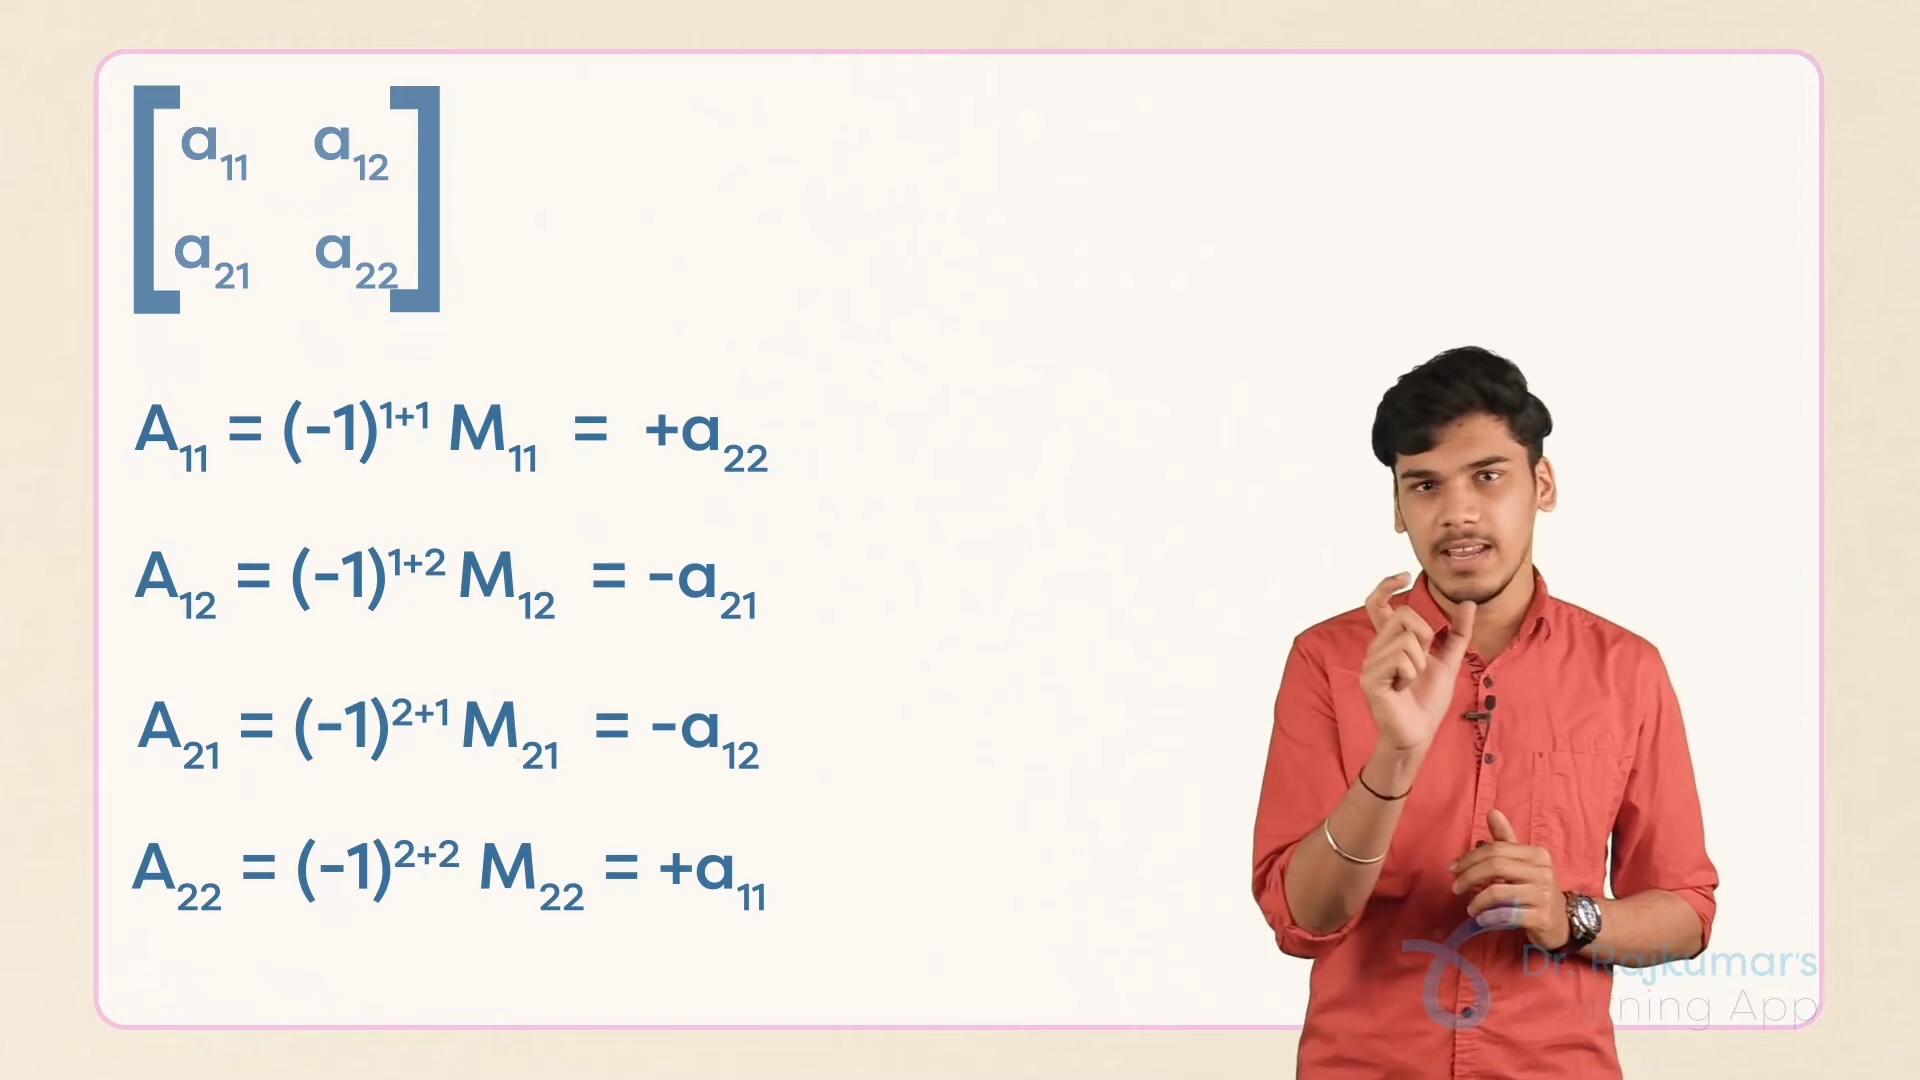 a₁₁ a₁₂
a₂₁ a₂₂
A₁₁ = (-1)¹⁺¹ M₁₁ = +a₂₂
A₁₂ = (-1)¹⁺² M₁₂ = -a₂₁
A₂₁ = (-1)²⁺¹ M₂₁ = -a₁₂
A₂₂ = (-1)²⁺² M₂₂ = +a₁₁
Dr. Rajkumar's
App